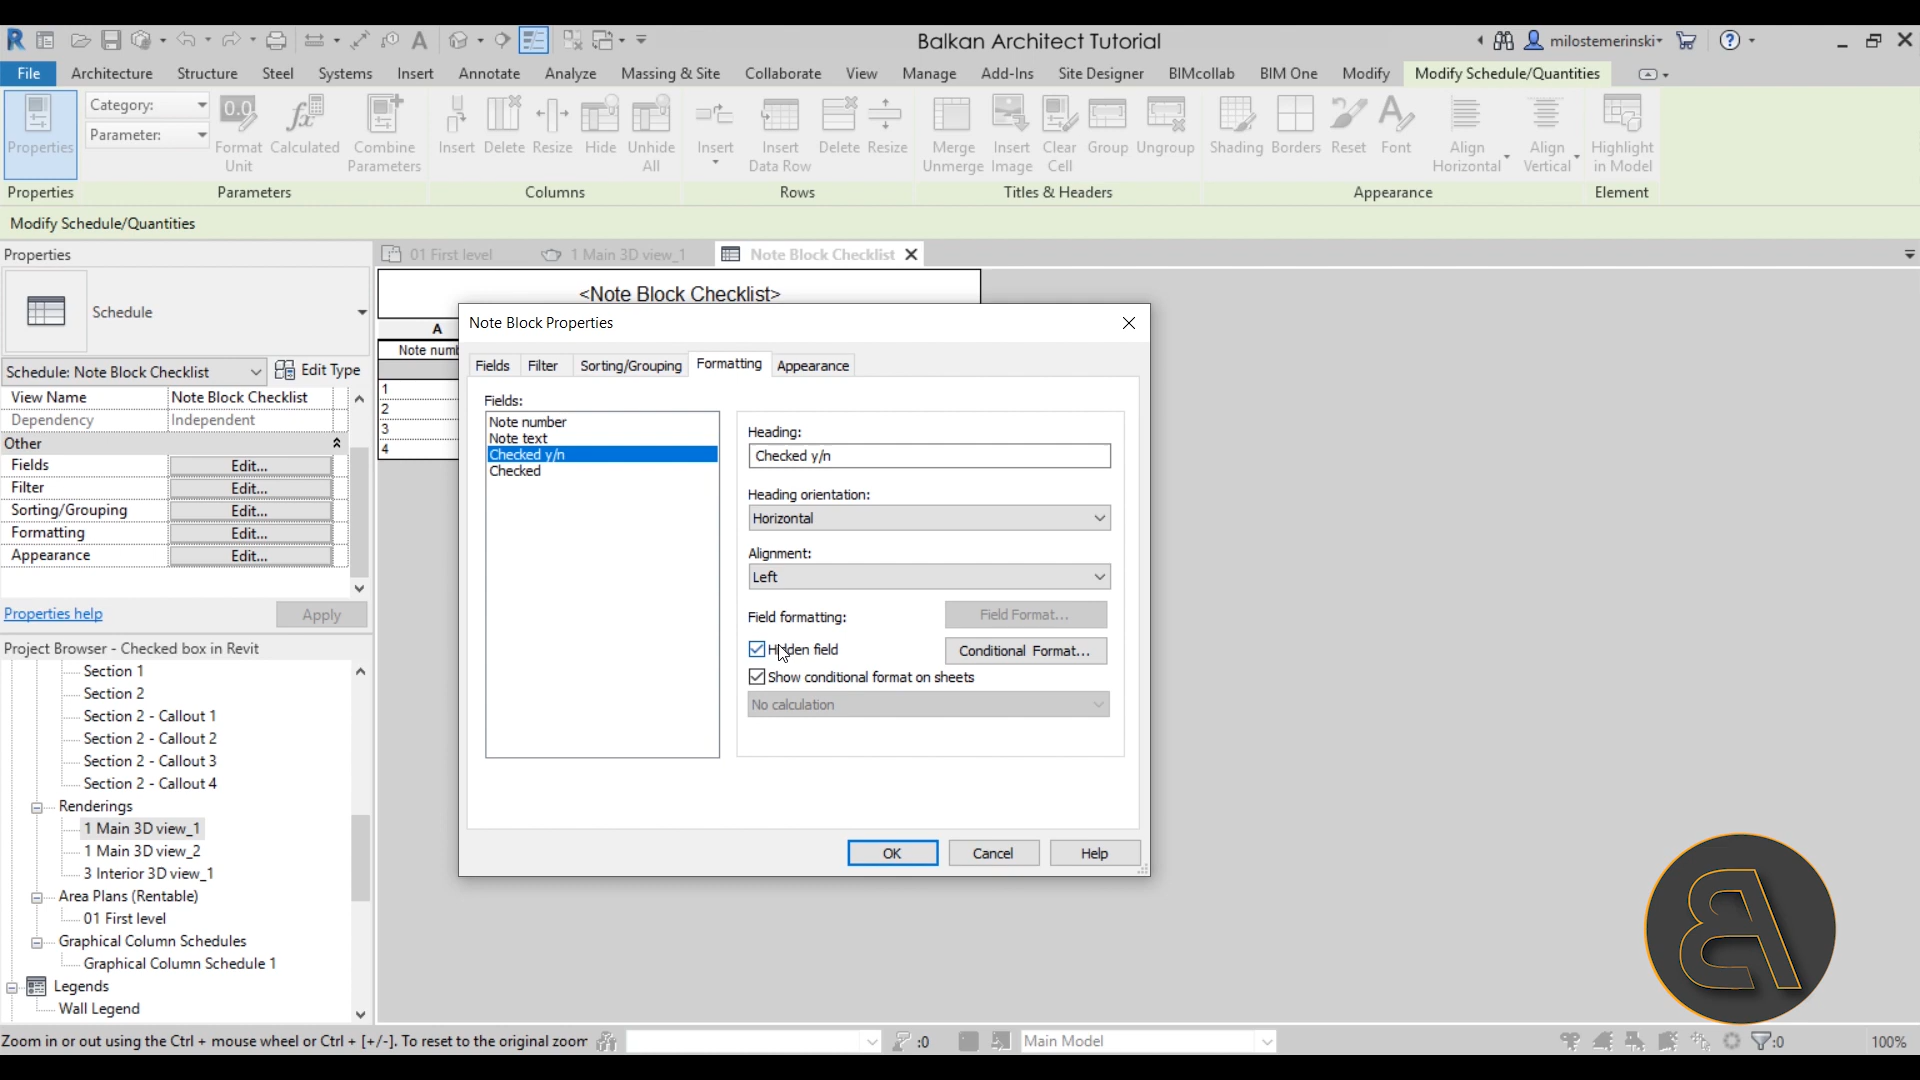 Balkan Architect Tutorial
milostemerinski
File Architecture Structure Steel Systems Insert Annotate Analyze Massing & Site Collaborate View Manage Add-Ins Site Designer BIMcollab BIM One Modify Modify Schedule/Quantities
Properties
Category:
Parameter:
Format Unit
Calculated
Combine Parameters
Insert Delete Resize Hide Unhide All
Insert
Insert Data Row
Delete Resize
Merge Unmerge
Insert Image
Clear Cell
Group Ungroup
Shading Borders Reset Font
Align Horizontal
Align Vertical
Highlight in Model
Properties Parameters Columns Rows Titles & Headers Appearance Element
Modify Schedule/Quantities
Properties
01 First level
1 Main 3D view_1
Note Block Checklist
Schedule
Schedule: Note Block Checklist
Edit Type
View Name Note Block Checklist
Dependency Independent
Other
Fields Edit...
Filter Edit...
Sorting/Grouping Edit...
Formatting Edit...
Appearance Edit...
Properties help
Apply
Project Browser - Checked box in Revit
Section 1
Section 2
Section 2 - Callout 1
Section 2 - Callout 2
Section 2 - Callout 3
Section 2 - Callout 4
Renderings
1 Main 3D view_1
1 Main 3D view_2
3 Interior 3D view_1
Area Plans (Rentable)
01 First level
Graphical Column Schedules
Graphical Column Schedule 1
Legends
Wall Legend
<Note Block Checklist>
A
Note numb
1
2
3
4
Note Block Properties
Fields Filter Sorting/Grouping Formatting Appearance
Fields:
Note number
Note text
Checked y/n
Checked
Heading:
Checked y/n
Heading orientation:
Horizontal
Alignment:
Left
Field formatting:
Field Format...
Hidden field
Conditional Format...
Show conditional format on sheets
No calculation
OK Cancel Help
Zoom in or out using the Ctrl + mouse wheel or Ctrl + [+/-]. To reset to the original zoom
:0
Main Model
:0
100%